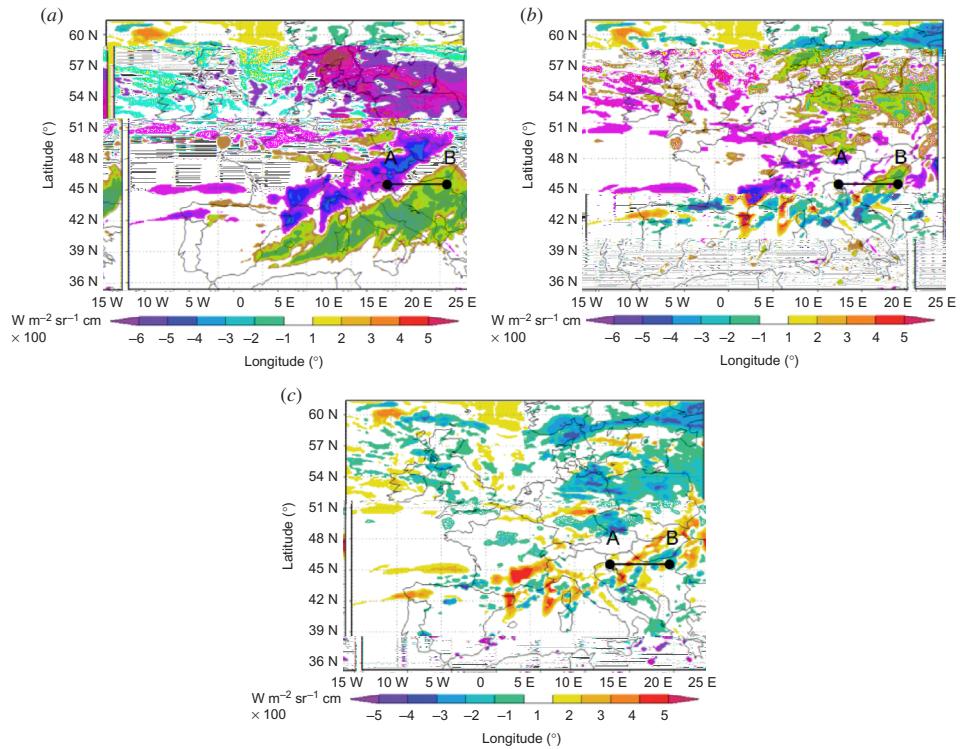 (a)
60 N
57 N
54 N
51 N
48 N
45 N
42 N
39 N
36 N
Latitude (°)
A
B
15 W 10 W 5 W 0 5 E 10 E 15 E 20 E 25 E
W m⁻² sr⁻¹ cm
× 100
–6 –5 –4 –3 –2 –1 1 2 3 4 5
Longitude (°)
(b)
60 N
57 N
54 N
51 N
48 N
45 N
42 N
39 N
36 N
Latitude (°)
A
B
15 W 10 W 5 W 0 5 E 10 E 15 E 20 E 25 E
W m⁻² sr⁻¹ cm
× 100
–6 –5 –4 –3 –2 –1 1 2 3 4 5
Longitude (°)
(c)
60 N
57 N
54 N
51 N
48 N
45 N
42 N
39 N
36 N
Latitude (°)
A
B
15 W 10 W 5 W 0 5 E 10 E 15 E 20 E 25 E
W m⁻² sr⁻¹ cm
× 100
–5 –4 –3 –2 –1 1 2 3 4 5
Longitude (°)